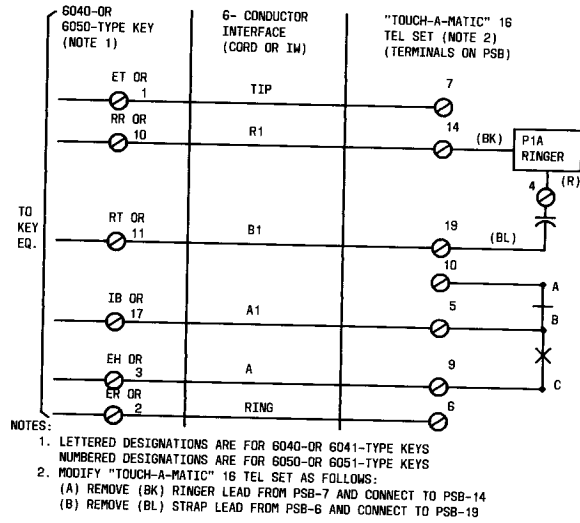 6040-OR
6050-TYPE KEY
(NOTE 1)
6- CONDUCTOR
INTERFACE
(CORD OR IW)
"TOUCH-A-MATIC" 16
TEL SET (NOTE 2)
(TERMINALS ON PSB)
ET OR
1
TIP
7
RR OR
10
R1
14
(BK)
P1A
RINGER
(R)
4
TO
KEY
EQ.
RT OR
11
B1
19
(BL)
10
A
IB OR
17
A1
5
B
EH OR
3
A
9
C
ER OR
2
RING
6
NOTES:
1. LETTERED DESIGNATIONS ARE FOR 6040-OR 6041-TYPE KEYS
NUMBERED DESIGNATIONS ARE FOR 6050-OR 6051-TYPE KEYS
2. MODIFY "TOUCH-A-MATIC" 16 TEL SET AS FOLLOWS:
(A) REMOVE (BK) RINGER LEAD FROM PSB-7 AND CONNECT TO PSB-14
(B) REMOVE (BL) STRAP LEAD FROM PSB-6 AND CONNECT TO PSB-19